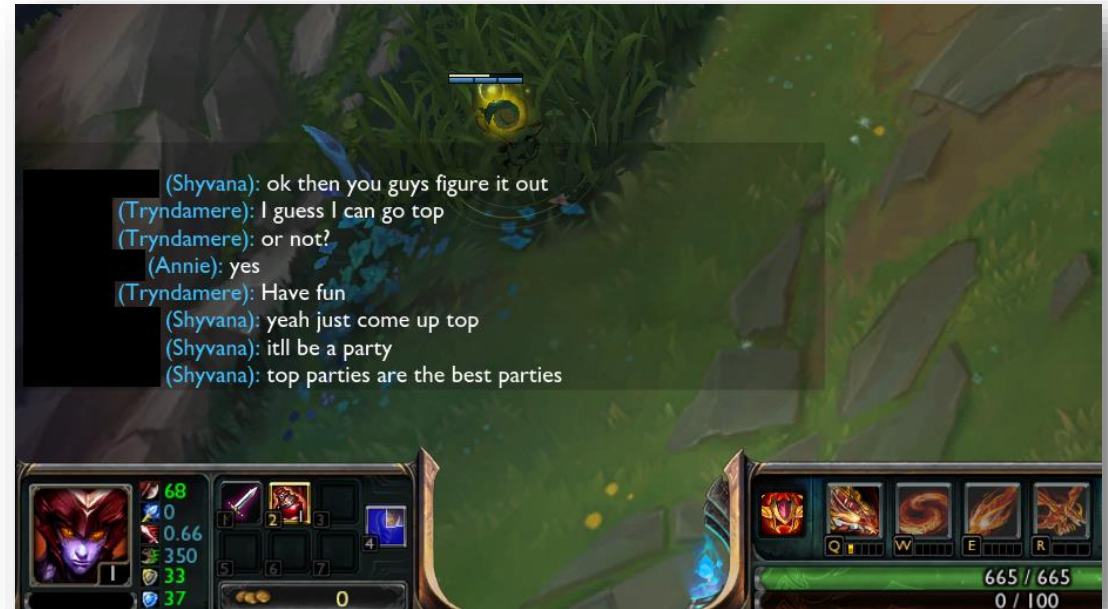 (Shyvana): ok then you guys figure it out
(Tryndamere): I guess I can go top
(Tryndamere): or not?
(Annie): yes
(Tryndamere): Have fun
(Shyvana): yeah just come up top
(Shyvana): itll be a party
(Shyvana): top parties are the best parties
68
0
0.66
350
33
37
1
1
2
1
3
4
5
6
7
0
Q
W
E
R
665 / 665
0 / 100